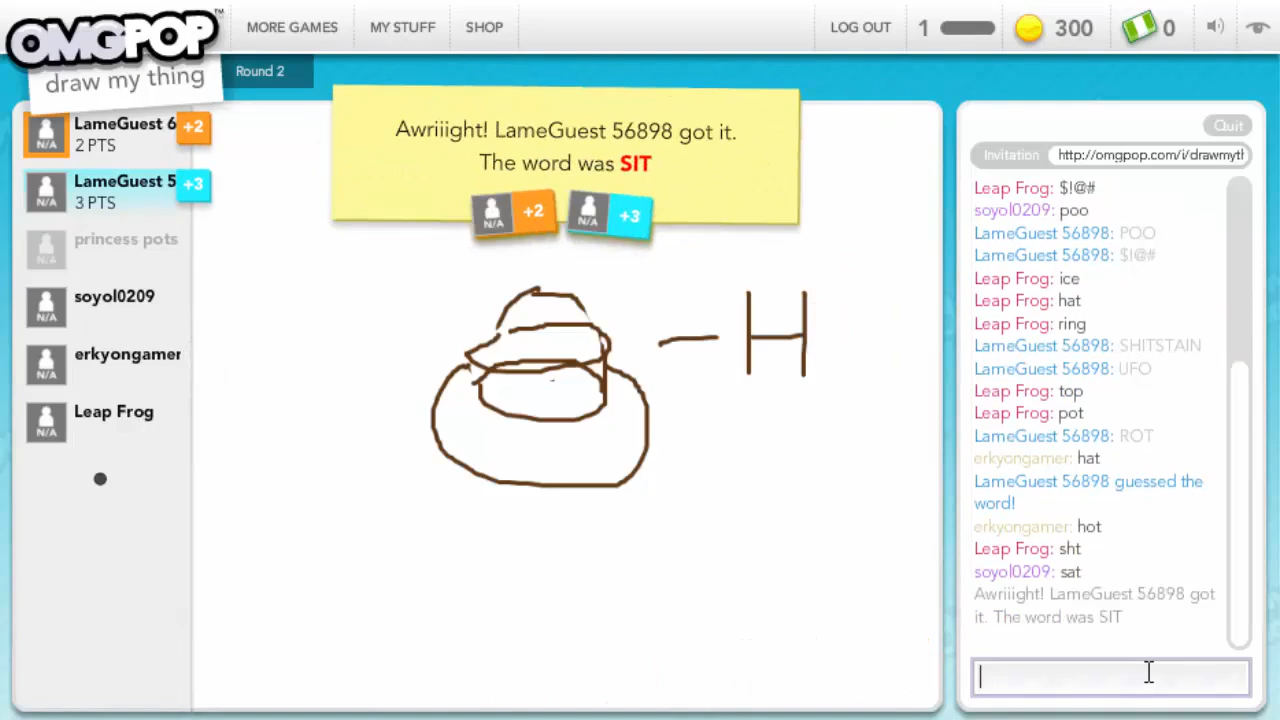 OMGPOP™
draw my thing
MORE GAMES
MY STUFF
SHOP
LOG OUT
1
300
0
Round 2
LameGuest 6
2 PTS
+2
N/A
LameGuest 5
3 PTS
+3
N/A
princess pots
N/A
soyol0209
N/A
erkyongamer
N/A
Leap Frog
N/A
Awriiight! LameGuest 56898 got it.
The word was SIT
N/A +2
N/A +3
– H
Quit
Invitation http://omgpop.com/i/drawmyth
Leap Frog: $!@#
soyol0209: poo
LameGuest 56898: POO
LameGuest 56898: $!@#
Leap Frog: ice
Leap Frog: hat
Leap Frog: ring
LameGuest 56898: SHITSTAIN
LameGuest 56898: UFO
Leap Frog: top
Leap Frog: pot
LameGuest 56898: ROT
erkyongamer: hat
LameGuest 56898 guessed the
word!
erkyongamer: hot
Leap Frog: sht
soyol0209: sat
Awriiight! LameGuest 56898 got
it. The word was SIT